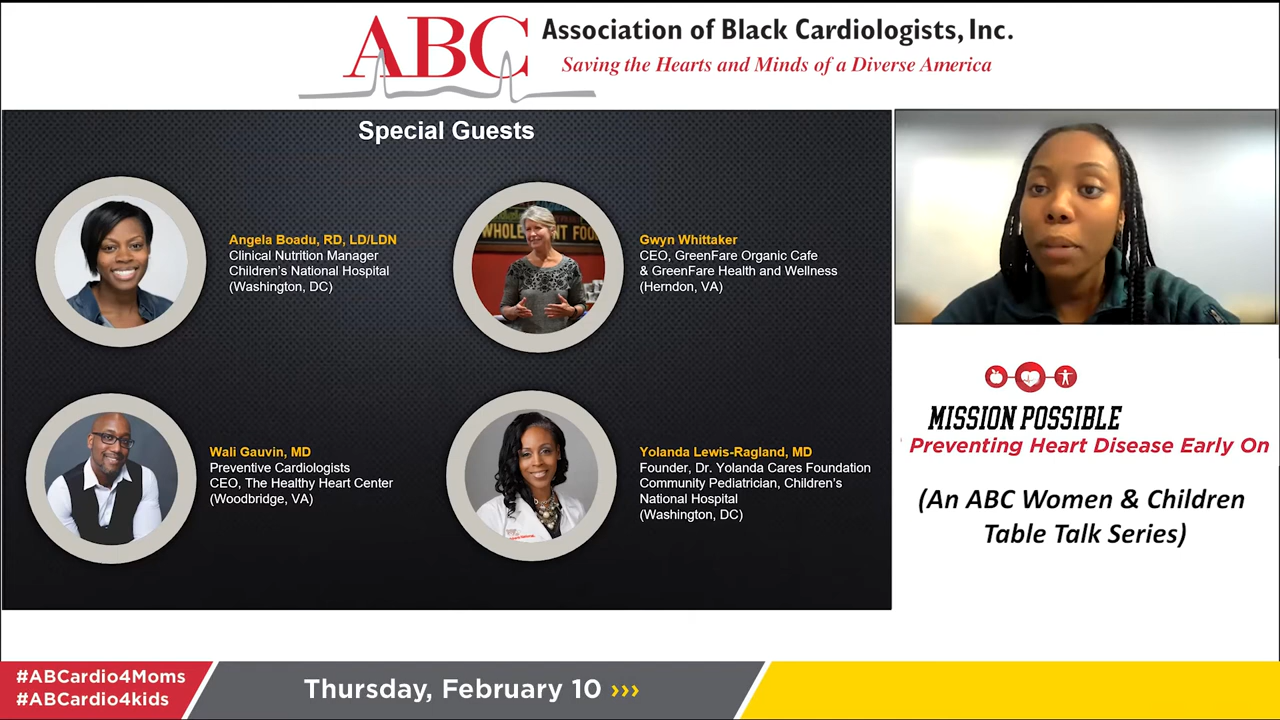 ABC
Association of Black Cardiologists, Inc.
Saving the Hearts and Minds of a Diverse America
Special Guests
Angela Boadu, RD, LD/LDN
Clinical Nutrition Manager
Children's National Hospital
(Washington, DC)
Gwyn Whittaker
CEO, GreenFare Organic Cafe
& GreenFare Health and Wellness
(Herndon, VA)
Wali Gauvin, MD
Preventive Cardiologists
CEO, The Healthy Heart Center
(Woodbridge, VA)
Yolanda Lewis-Ragland, MD
Founder, Dr. Yolanda Cares Foundation
Community Pediatrician, Children's
National Hospital
(Washington, DC)
MISSION POSSIBLE
Preventing Heart Disease Early On
(An ABC Women & Children
Table Talk Series)
#ABCardio4Moms
#ABCardio4kids
Thursday, February 10 ›››